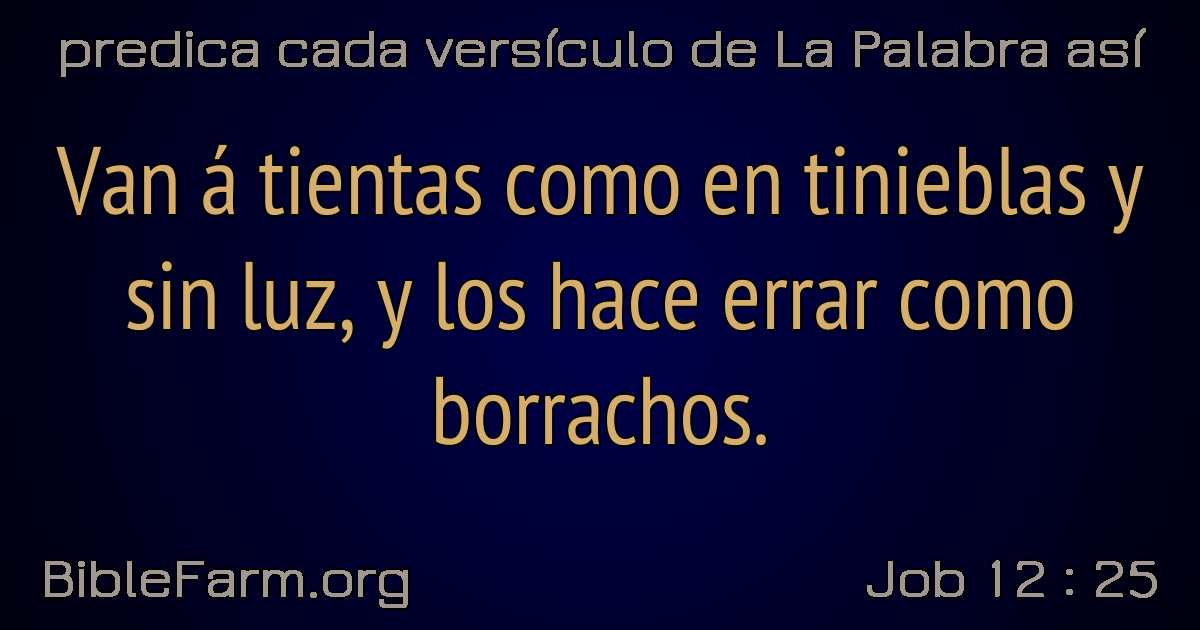 predica cada versículo de La Palabra así
Van á tientas como en tinieblas y
sin luz, y los hace errar como
borrachos.
BibleFarm.org
Job 12 : 25